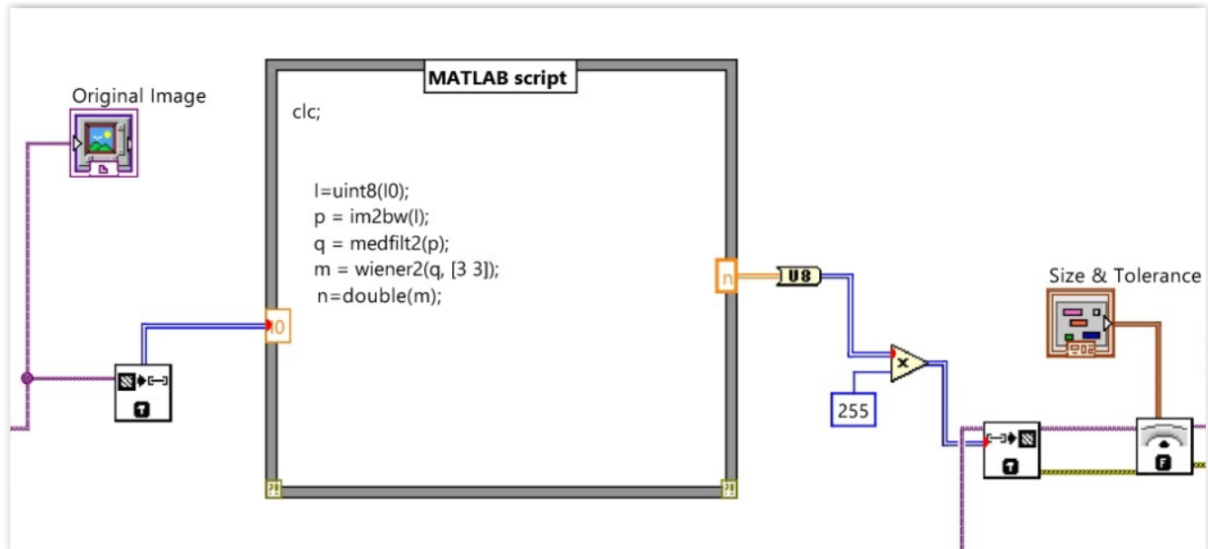 MATLAB script
Original Image
clc;
I=uint8(I0);
p = im2bw(I);
q = medfilt2(p);
m = wiener2(q, [3 3]);
n=double(m);
I0
n
U8
x
255
Size & Tolerance
T
T
F
?!
?!